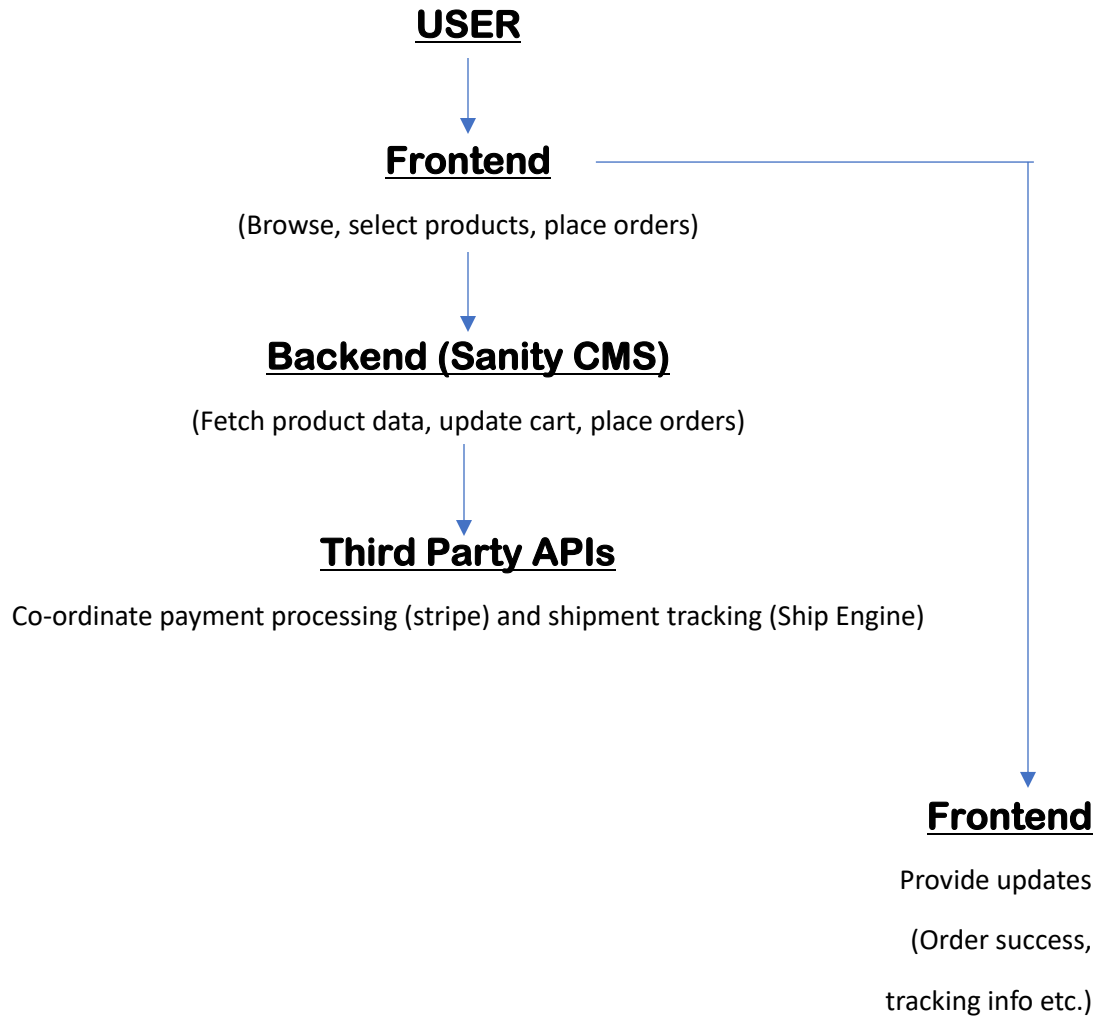 USER
Frontend
(Browse, select products, place orders)
Backend (Sanity CMS)
(Fetch product data, update cart, place orders)
Third Party APIs
Co-ordinate payment processing (stripe) and shipment tracking (Ship Engine)
Frontend
Provide updates
(Order success,
tracking info etc.)